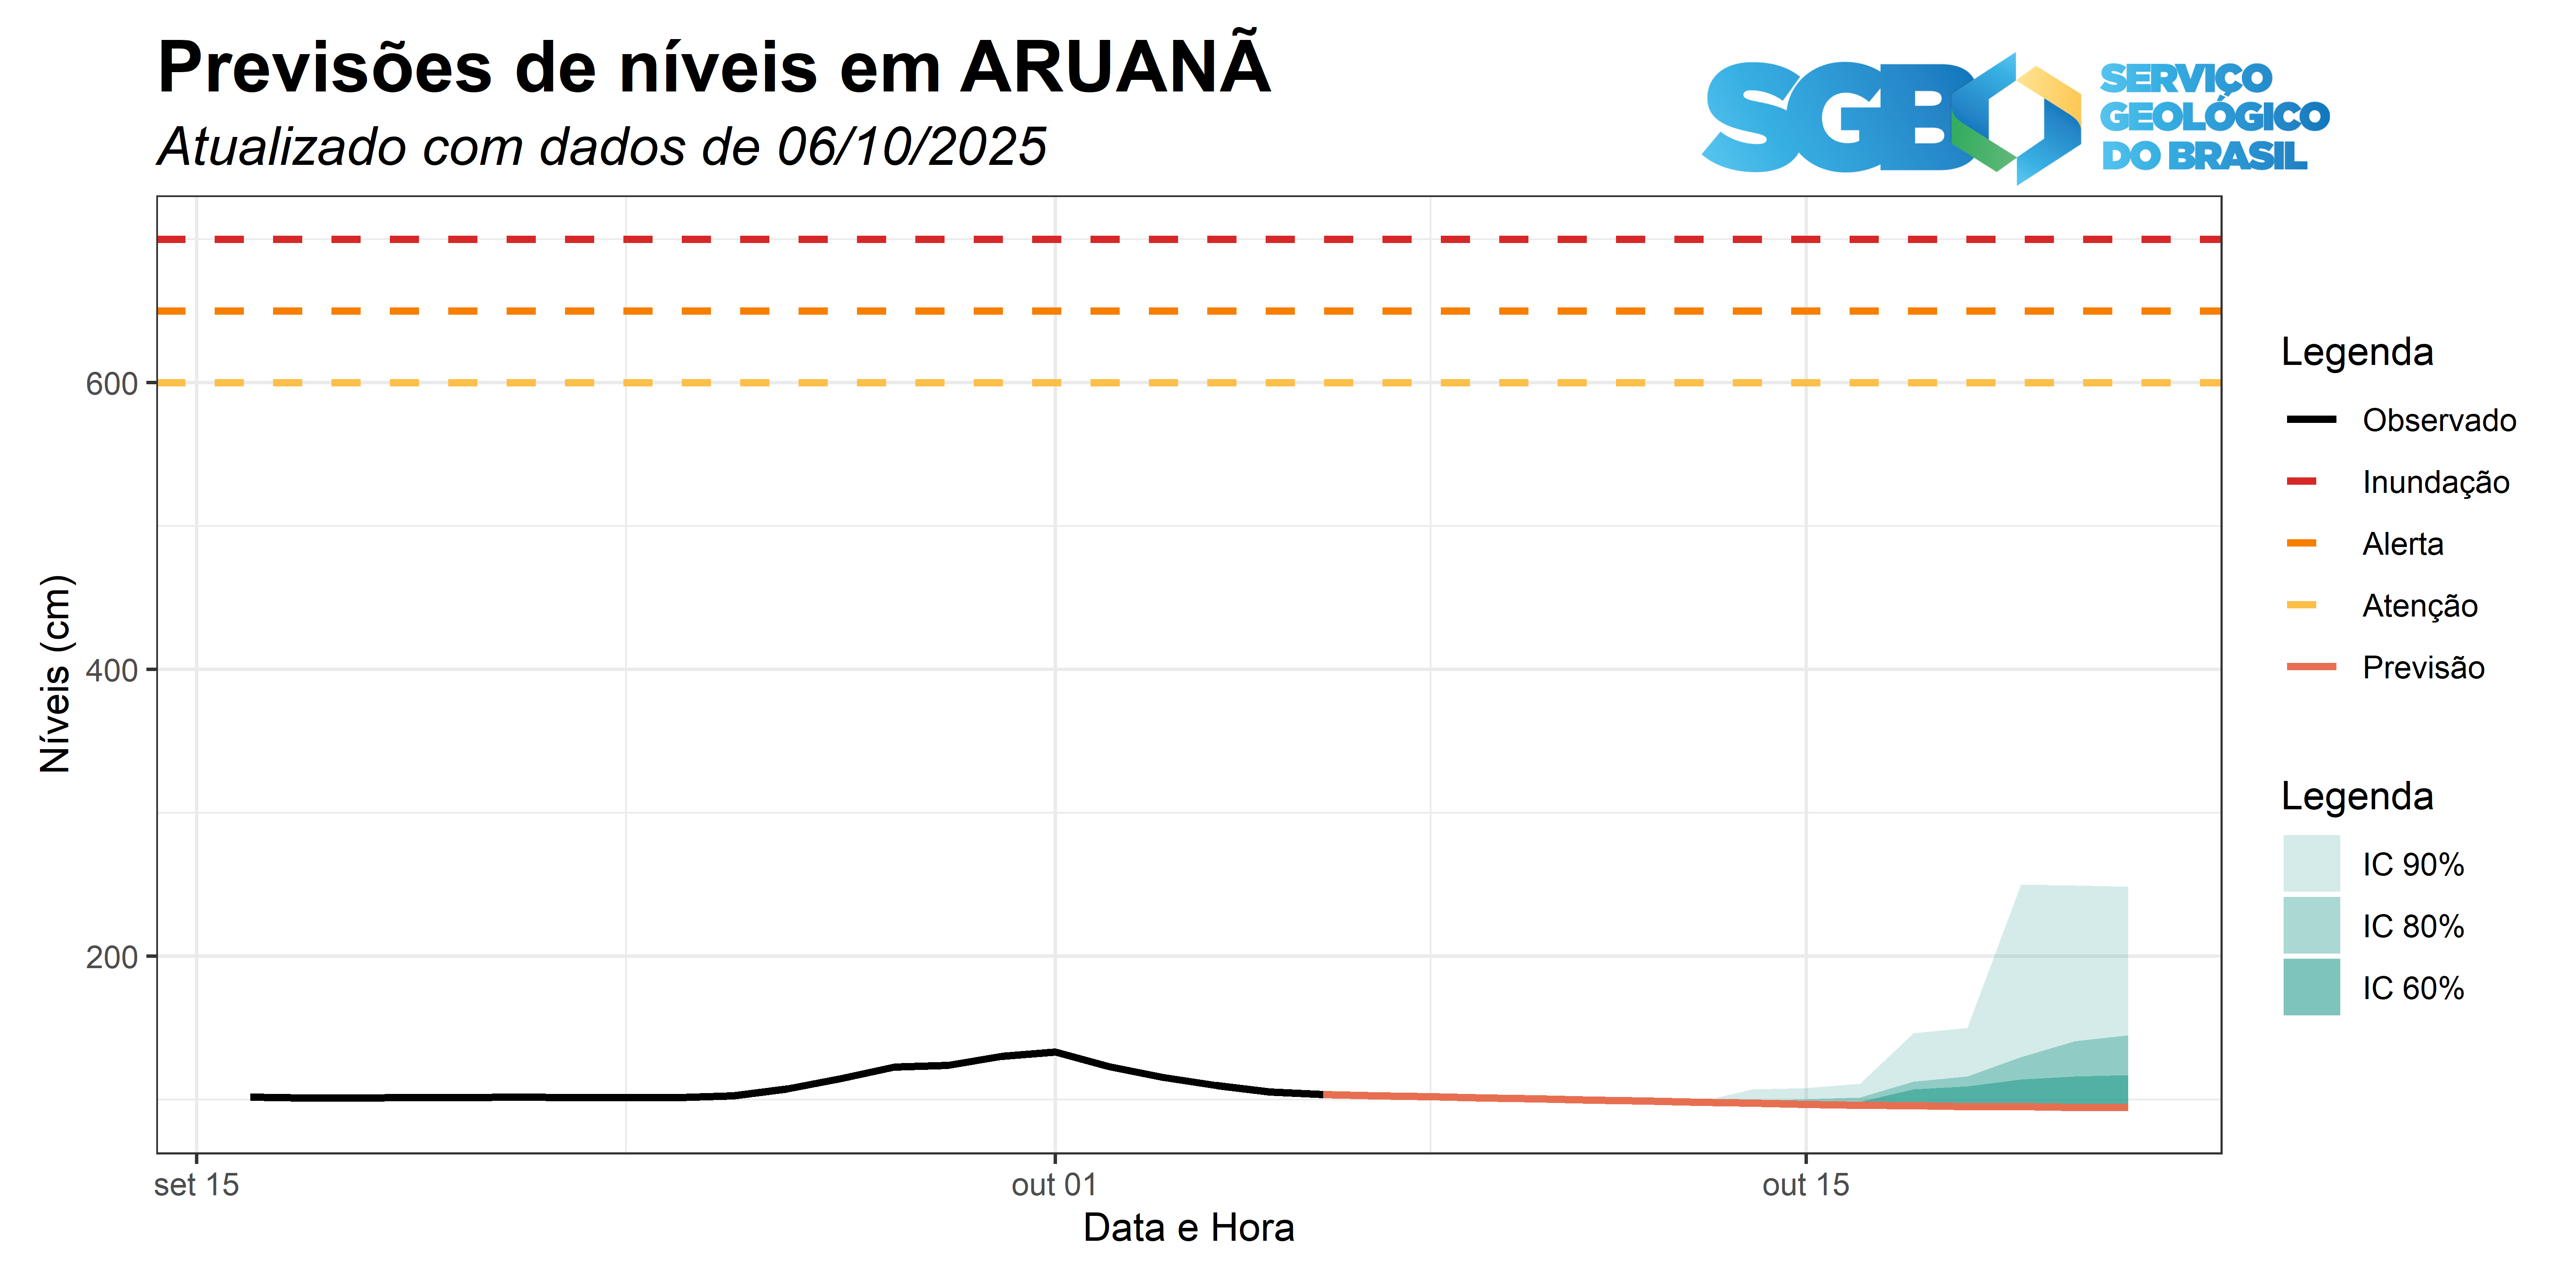 Previsões de níveis em ARUANÃ
Atualizado com dados de 06/10/2025
SGB
SERVIÇO
GEOLÓGICO
DO BRASIL
Níveis (cm)
600
400
200
set 15
out 01
out 15
Data e Hora
Legenda
Observado
Inundação
Alerta
Atenção
Previsão
Legenda
IC 90%
IC 80%
IC 60%